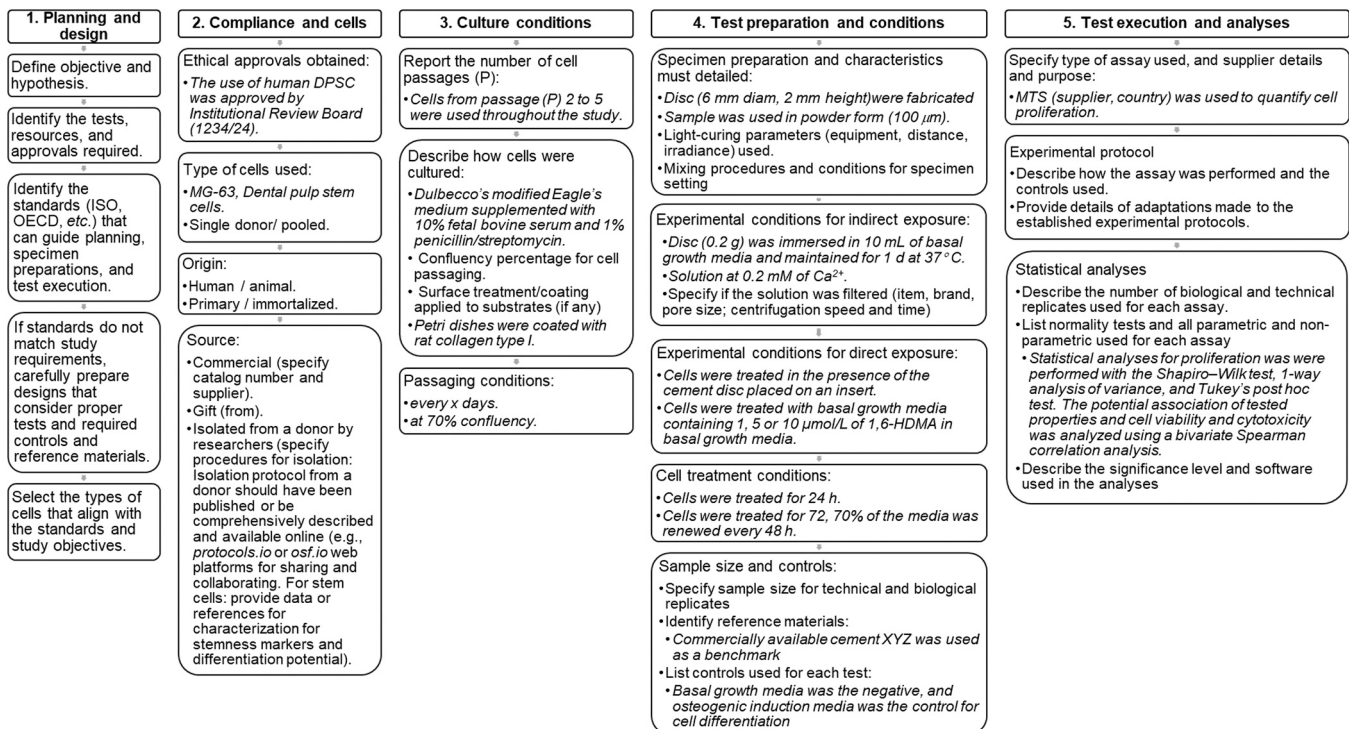 1. Planning and
design
Define objective and
hypothesis.
Identify the tests,
resources, and
approvals required.
Identify the
standards (ISO,
OECD, etc.) that
can guide planning,
specimen
preparations, and
test execution.
If standards do not
match study
requirements,
carefully prepare
designs that
consider proper
tests and required
controls and
reference materials.
Select the types of
cells that align with
the standards and
study objectives.
2. Compliance and cells
Ethical approvals obtained:
•The use of human DPSC
was approved by
Institutional Review Board
(1234/24).
Type of cells used:
•MG-63, Dental pulp stem
cells.
•Single donor/ pooled.
Origin:
•Human / animal.
•Primary / immortalized.
Source:
•Commercial (specify
catalog number and
supplier).
•Gift (from).
•Isolated from a donor by
researchers (specify
procedures for isolation:
Isolation protocol from a
donor should have been
published or be
comprehensively described
and available online (e.g.,
protocols.io or osf.io web
platforms for sharing and
collaborating. For stem
cells: provide data or
references for
characterization for
stemness markers and
differentiation potential).
3. Culture conditions
Report the number of cell
passages (P):
•Cells from passage (P) 2 to 5
were used throughout the study.
Describe how cells were
cultured:
•Dulbecco's modified Eagle's
medium supplemented with
10% fetal bovine serum and 1%
penicillin/streptomycin.
•Confluency percentage for cell
passaging.
•Surface treatment/coating
applied to substrates (if any)
•Petri dishes were coated with
rat collagen type I.
Passaging conditions:
•every x days.
•at 70% confluency.
4. Test preparation and conditions
Specimen preparation and characteristics
must detailed:
•Disc (6 mm diam, 2 mm height)were fabricated
•Sample was used in powder form (100 μm).
•Light-curing parameters (equipment, distance,
irradiance) used.
•Mixing procedures and conditions for specimen
setting
Experimental conditions for indirect exposure:
•Disc (0.2 g) was immersed in 10 mL of basal
growth media and maintained for 1 d at 37°C.
•Solution at 0.2 mM of Ca²⁺.
•Specify if the solution was filtered (item, brand,
pore size; centrifugation speed and time)
Experimental conditions for direct exposure:
•Cells were treated in the presence of the
cement disc placed on an insert.
•Cells were treated with basal growth media
containing 1, 5 or 10 μmol/L of 1,6-HDMA in
basal growth media.
Cell treatment conditions:
•Cells were treated for 24 h.
•Cells were treated for 72, 70% of the media was
renewed every 48 h.
Sample size and controls:
•Specify sample size for technical and biological
replicates
•Identify reference materials:
•Commercially available cement XYZ was used
as a benchmark
•List controls used for each test:
•Basal growth media was the negative, and
osteogenic induction media was the control for
cell differentiation
5. Test execution and analyses
Specify type of assay used, and supplier details
and purpose:
•MTS (supplier, country) was used to quantify cell
proliferation.
Experimental protocol
•Describe how the assay was performed and the
controls used.
•Provide details of adaptations made to the
established experimental protocols.
Statistical analyses
•Describe the number of biological and technical
replicates used for each assay.
•List normality tests and all parametric and non-
parametric used for each assay
•Statistical analyses for proliferation was were
performed with the Shapiro–Wilk test, 1-way
analysis of variance, and Tukey's post hoc
test. The potential association of tested
properties and cell viability and cytotoxicity
was analyzed using a bivariate Spearman
correlation analysis.
•Describe the significance level and software
used in the analyses